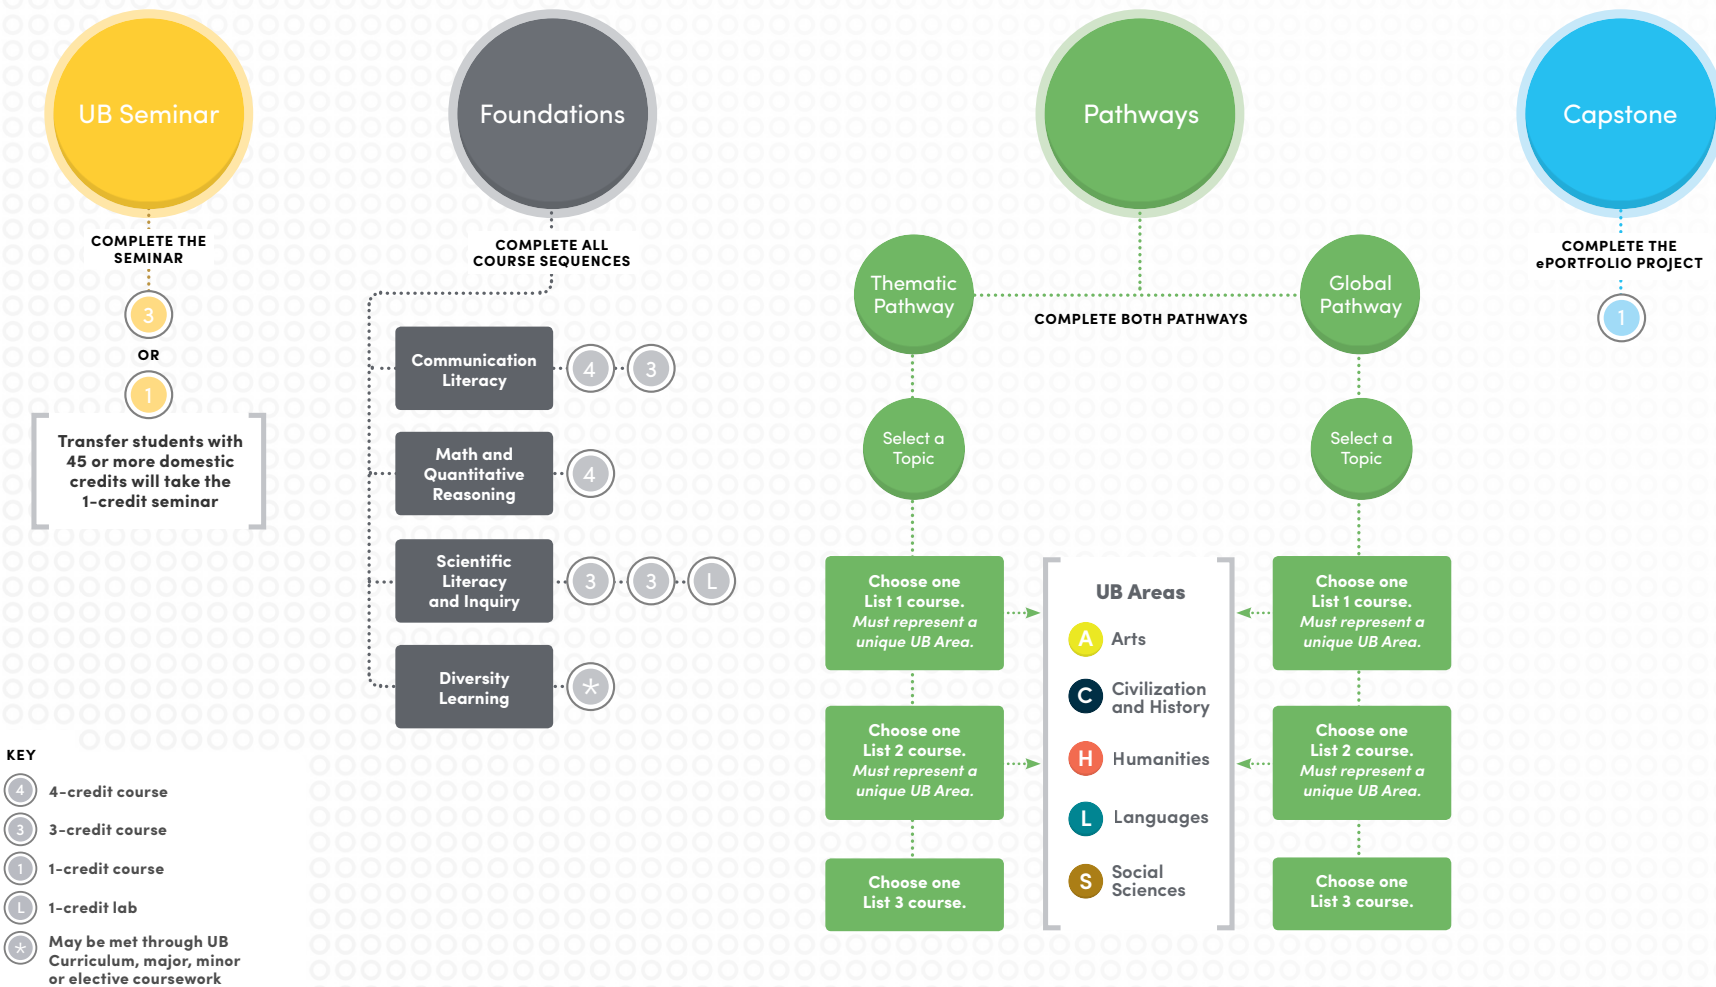 UB Seminar
COMPLETE THE
SEMINAR
3
OR
1
Transfer students with
45 or more domestic
credits will take the
1-credit seminar
Foundations
COMPLETE ALL
COURSE SEQUENCES
Communication
Literacy
4
3
Math and
Quantitative
Reasoning
4
Scientific
Literacy
and Inquiry
3
3
L
Diversity
Learning
*
Pathways
COMPLETE BOTH PATHWAYS
Thematic
Pathway
Select a
Topic
Choose one
List 1 course.
Must represent a
unique UB Area.
Choose one
List 2 course.
Must represent a
unique UB Area.
Choose one
List 3 course.
UB Areas
A Arts
C Civilization
and History
H Humanities
L Languages
S Social
Sciences
Global
Pathway
Select a
Topic
Choose one
List 1 course.
Must represent a
unique UB Area.
Choose one
List 2 course.
Must represent a
unique UB Area.
Choose one
List 3 course.
Capstone
COMPLETE THE
ePORTFOLIO PROJECT
1
KEY
4 4-credit course
3 3-credit course
1 1-credit course
L 1-credit lab
* May be met through UB
Curriculum, major, minor
or elective coursework